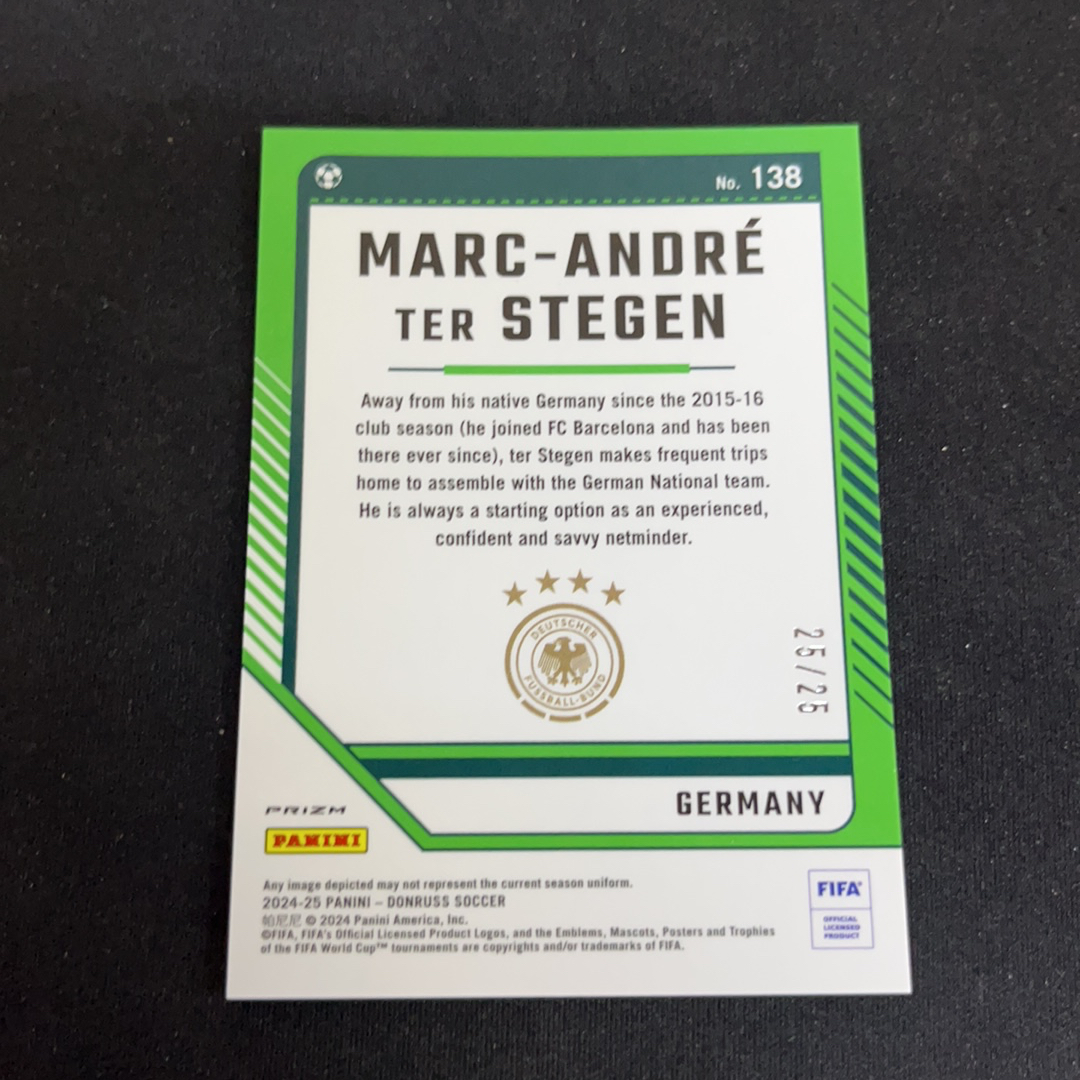 No. 138
MARC-ANDRÉ
TER STEGEN
Away from his native Germany since the 2015-16
club season (he joined FC Barcelona and has been
there ever since), ter Stegen makes frequent trips
home to assemble with the German National team.
He is always a starting option as an experienced,
confident and savvy netminder.
DEUTSCHER
FUSSBALL-BUND
25/25
GERMANY
PRIZM
PANINI
Any image depicted may not represent the current season uniform.
2024-25 PANINI – DONRUSS SOCCER
帕尼尼 © 2024 Panini America, Inc.
©FIFA, FIFA's Official Licensed Product Logos, and the Emblems, Mascots, Posters and Trophies
of the FIFA World Cup™ tournaments are copyrights and/or trademarks of FIFA.
FIFA®
OFFICIAL
LICENSED
PRODUCT